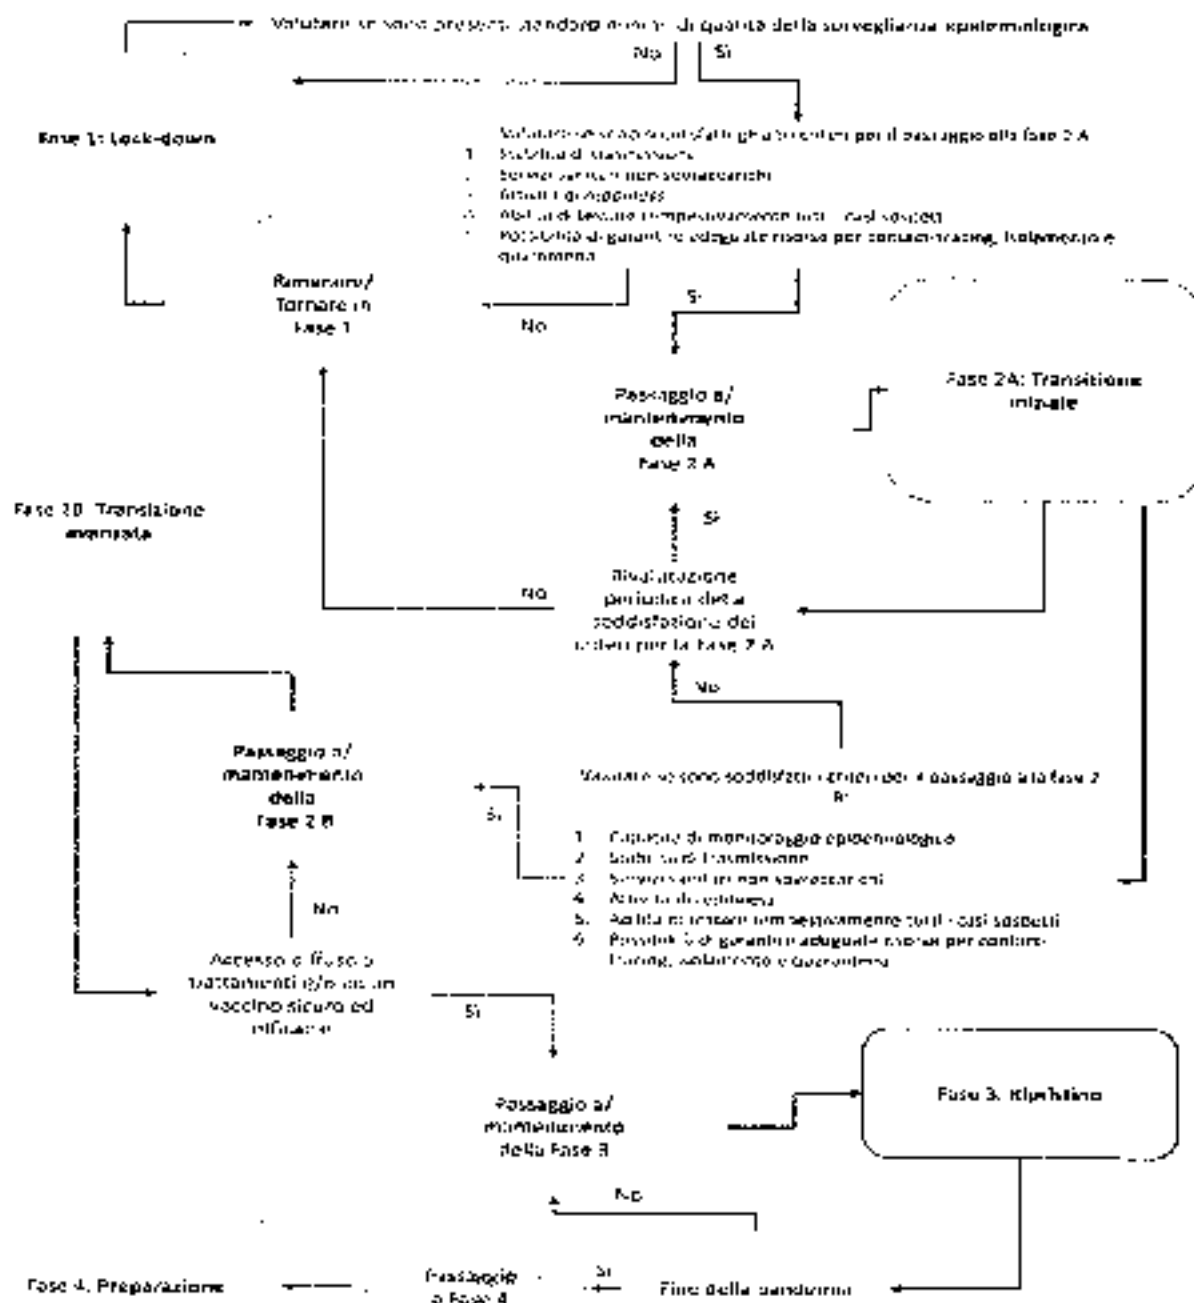 Valutare se sono presenti standard minimi di qualità della sorveglianza epidemiologica
No
Si
Fase 1: Lock-down
Valutare se sono soddisfatti gli criteri per il passaggio alla fase 2 A
1 Stabilità di trasmissione
Servizi sanitari non sovraccarichi
Attività di readiness
Abilità di testare tempestivamente tutti i casi sospetti
Possibilità di garantire adeguate risorse per contact-tracing, isolamento e
quarantena
Rimanere/
Tornare in
Fase 1
No
Si
Passaggio a/
mantenimento
della
Fase 2 A
Fase 2A: Transizione
iniziale
Fase 2B: Transizione
avanzata
Si
No
Rivalutazione
periodica della
soddisfazione dei
criteri per la fase 2 A
No
Passaggio a/
mantenimento
della
Fase 2 B
Si
Valutare se sono soddisfatti i criteri per il passaggio alla fase 2
B:
1 Capacità di monitoraggio epidemiologico
2 Stabilità di trasmissione
3 Servizi sanitari non sovraccarichi
4 Attività di readiness
5. Abilità di testare tempestivamente tutti i casi sospetti
6 Possibilità di garantire adeguate risorse per contact-
tracing, isolamento e quarantena
No
Accesso diffuso a
trattamenti e/o ad un
vaccino sicuro ed
efficace
Si
Passaggio a/
mantenimento
della Fase 3
Fase 3. Ripristino
No
Fase 4. Preparazione
Passaggio
a Fase 4
Si
Fine della pandemia